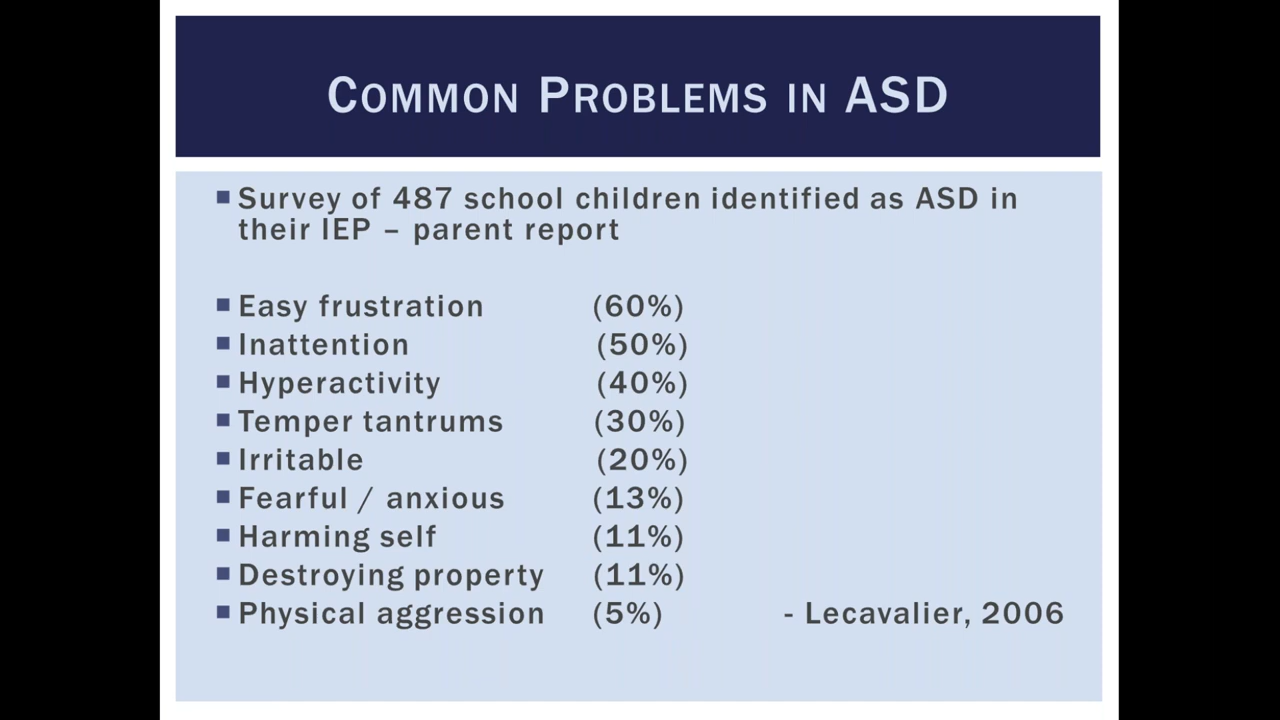 Common Problems in ASD
Survey of 487 school children identified as ASD in
their IEP – parent report
Easy frustration (60%)
Inattention (50%)
Hyperactivity (40%)
Temper tantrums (30%)
Irritable (20%)
Fearful / anxious (13%)
Harming self (11%)
Destroying property (11%)
Physical aggression (5%) - Lecavalier, 2006